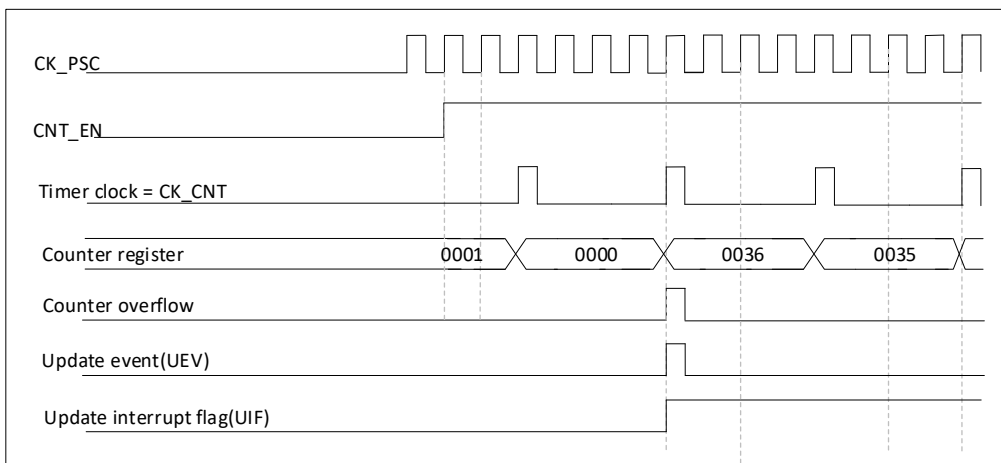 CK_PSC
CNT_EN
Timer clock = CK_CNT
Counter register 0001 0000 0036 0035
Counter overflow
Update event(UEV)
Update interrupt flag(UIF)